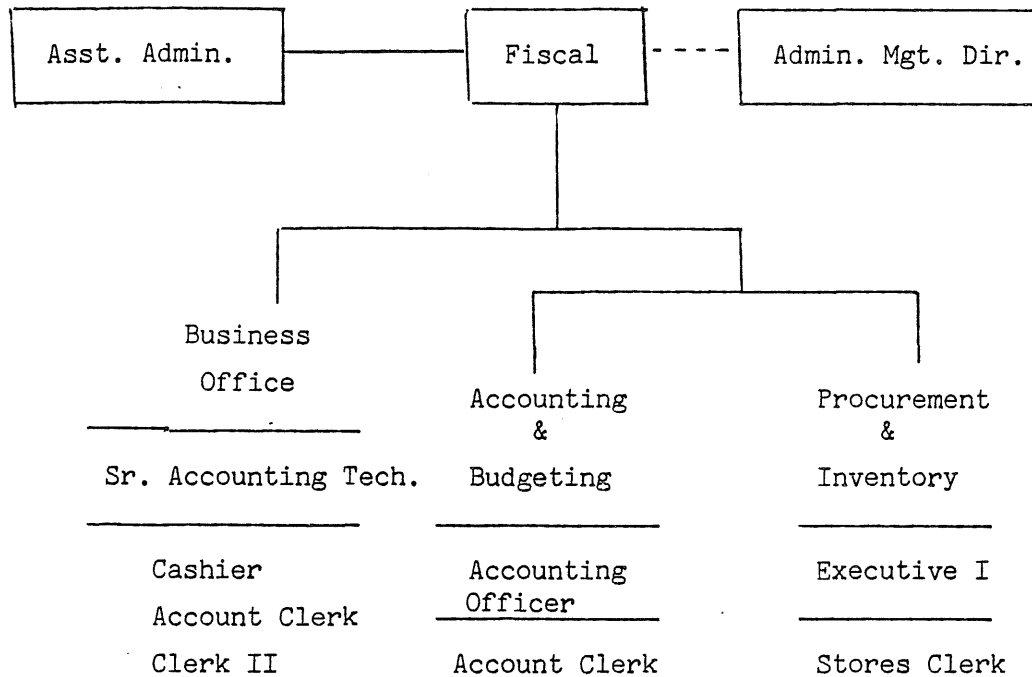 Asst. Admin.
Fiscal
Admin. Mgt. Dir.
Business
Office
Sr. Accounting Tech.
Cashier
Account Clerk
Clerk II
Accounting
&
Budgeting
Accounting
Officer
Account Clerk
Procurement
&
Inventory
Executive I
Stores Clerk